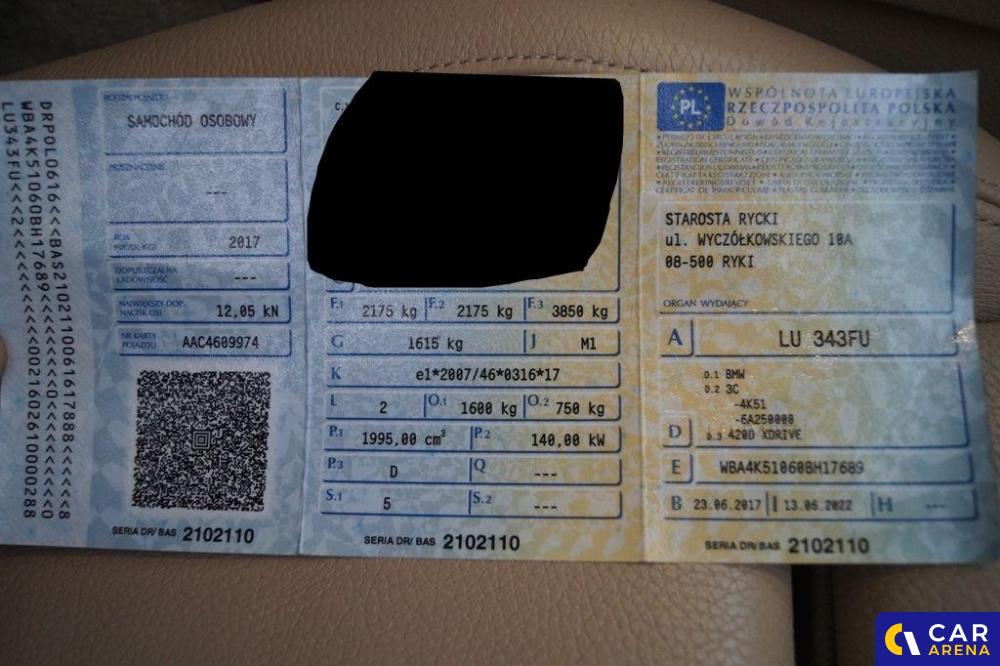 DRPOLO616<<BAS21021100616178888<<<<<8
WBA4K51060BH17689
LU343FU<<2
RODZAJ POJAZDU
SAMOCHÓD OSOBOWY
PRZEZNACZENIE
---
ROK PRODUKCJI
2017
DOPUSZCZALNA
ŁADOWNOŚĆ
---
NAJWIĘKSZY DOP.
NACISK OSI
12,05 kN
NR KARTY
POJAZDU
AAC4609974
SERIA DR/BAS 2102110
F.1 2175 kg F.2 2175 kg F.3 3850 kg
G 1615 kg J M1
K e1*2007/46*0316*17
L 2 O.1 1600 kg O.2 750 kg
P.1 1995,00 cm³ P.2 140,00 kW
P.3 D Q ---
S.1 5 S.2 ---
SERIA DR/BAS 2102110
PL
WSPÓLNOTA EUROPEJSKA
RZECZPOSPOLITA POLSKA
Dowód Rejestracyjny
STAROSTA RYCKI
ul. WYCZÓŁKOWSKIEGO 10A
08-500 RYKI
ORGAN WYDAJĄCY
A LU 343FU
D.1 BMW
D.2 3C
-4K51
-6A250000
D D.3 420D XDRIVE
E WBA4K51060BH17689
B 23.06.2017 I 13.06.2022 H ---
SERIA DR/BAS 2102110
CAR
ARENA